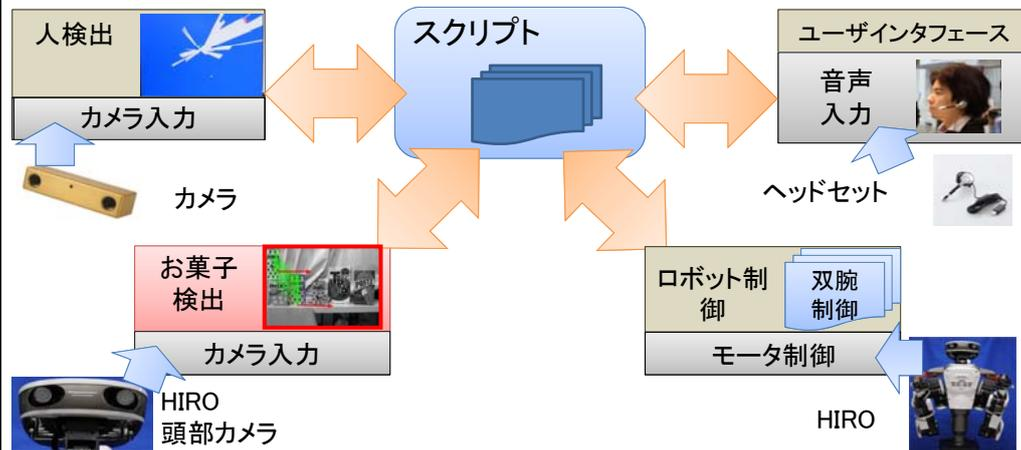 人検出
カメラ入力
カメラ
スクリプト
ユーザインタフェース
音声
入力
ヘッドセット
お菓子
検出
カメラ入力
HIRO
頭部カメラ
ロボット制
御
双腕
制御
モータ制御
HIRO